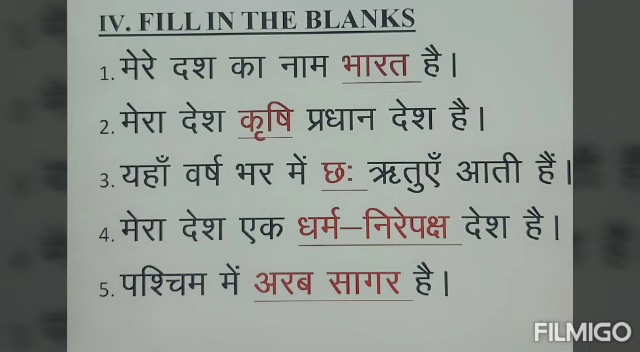 IV. FILL IN THE BLANKS
1. मेरे दश का नाम भारत है।
2. मेरा देश कृषि प्रधान देश है।
3. यहाँ वर्ष भर में छः ऋतुएँ आती हैं।
4. मेरा देश एक धर्म–निरेपक्ष देश है।
5. पश्चिम में अरब सागर है।
FILMIGO